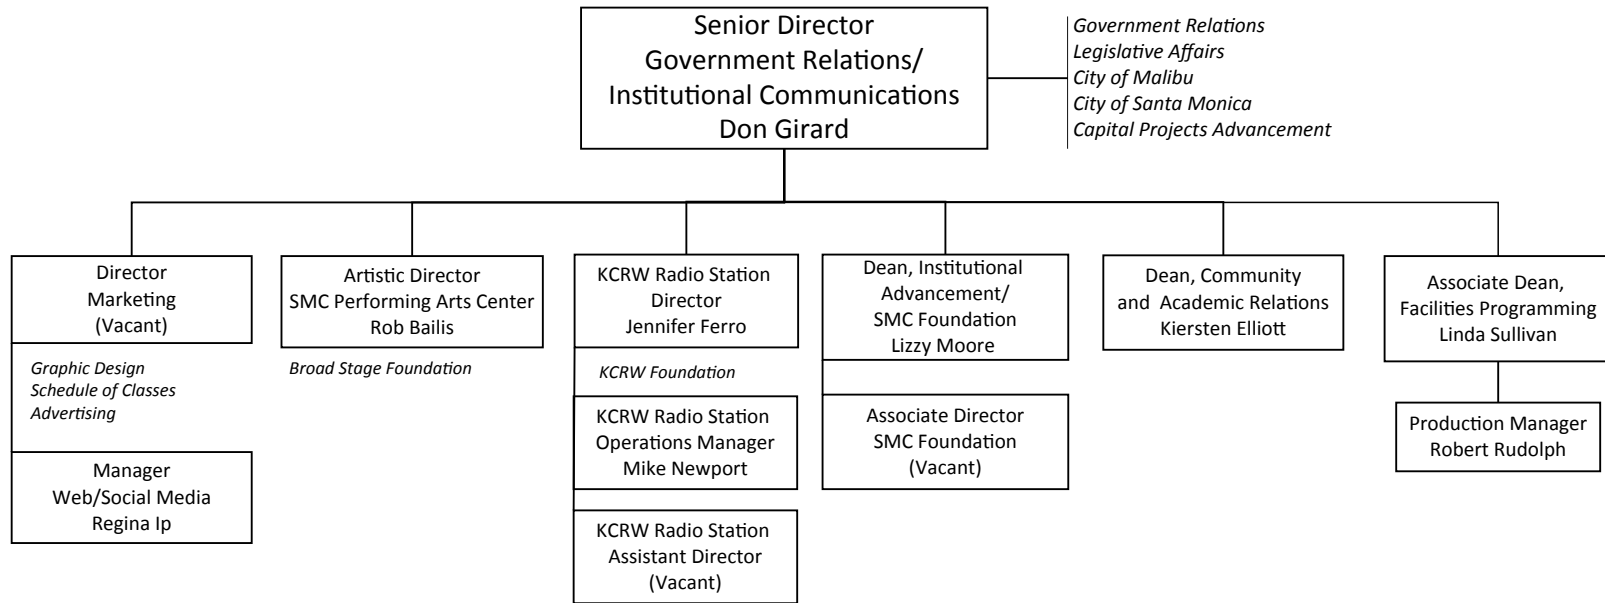 Senior Director
Government Relations/
Institutional Communications
Don Girard
Government Relations
Legislative Affairs
City of Malibu
City of Santa Monica
Capital Projects Advancement
Director
Marketing
(Vacant)
Graphic Design
Schedule of Classes
Advertising
Manager
Web/Social Media
Regina Ip
Artistic Director
SMC Performing Arts Center
Rob Bailis
Broad Stage Foundation
KCRW Radio Station
Director
Jennifer Ferro
KCRW Foundation
KCRW Radio Station
Operations Manager
Mike Newport
KCRW Radio Station
Assistant Director
(Vacant)
Dean, Institutional
Advancement/
SMC Foundation
Lizzy Moore
Associate Director
SMC Foundation
(Vacant)
Dean, Community
and Academic Relations
Kiersten Elliott
Associate Dean,
Facilities Programming
Linda Sullivan
Production Manager
Robert Rudolph